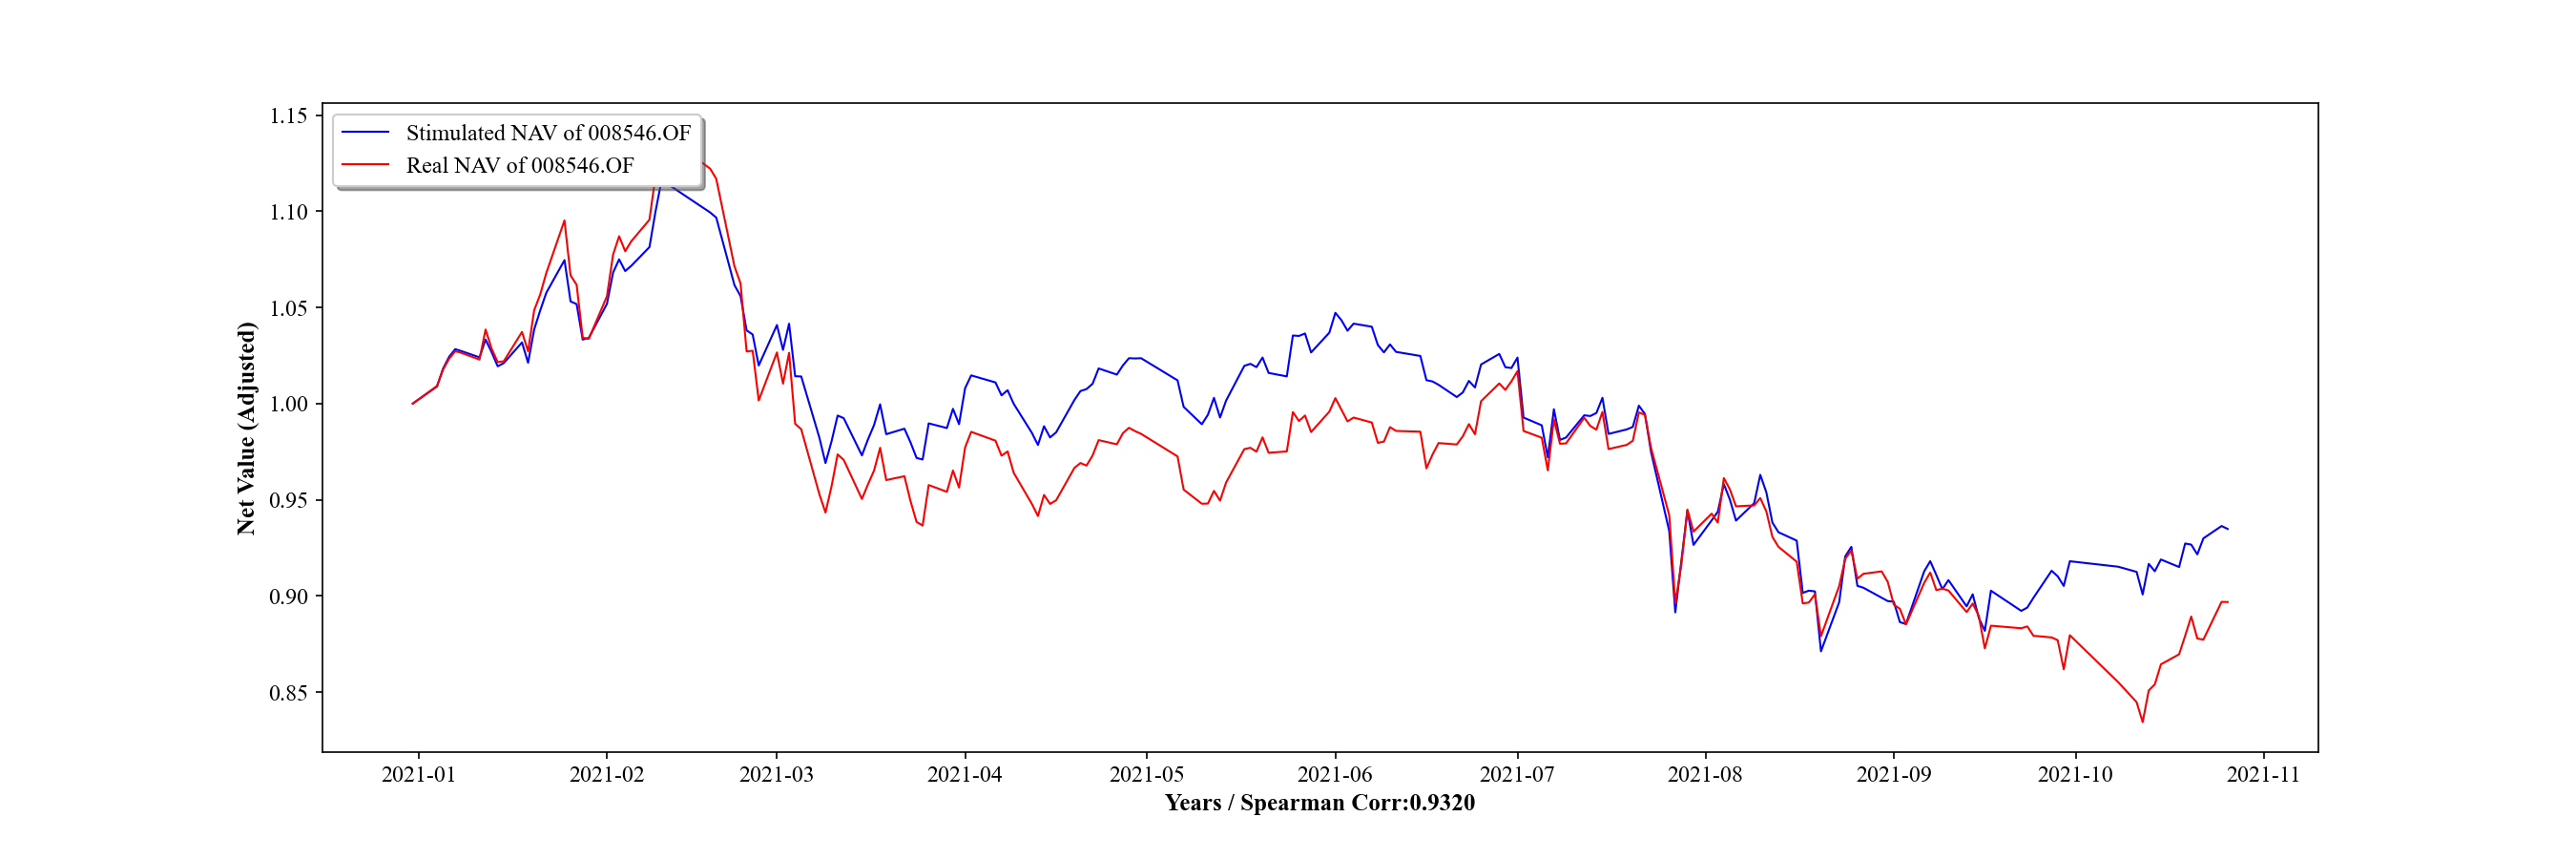 1.15
1.10
1.05
1.00
0.95
0.90
0.85
Net Value (Adjusted)
Stimulated NAV of 008546.OF
Real NAV of 008546.OF
2021-01 2021-02 2021-03 2021-04 2021-05 2021-06 2021-07 2021-08 2021-09 2021-10 2021-11
Years / Spearman Corr:0.9320